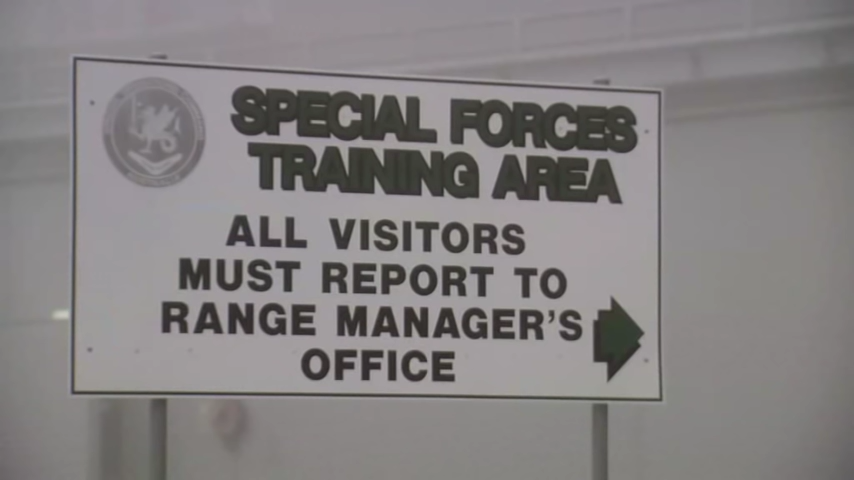 SPECIAL FORCES
TRAINING AREA
ALL VISITORS
MUST REPORT TO
RANGE MANAGER'S
OFFICE